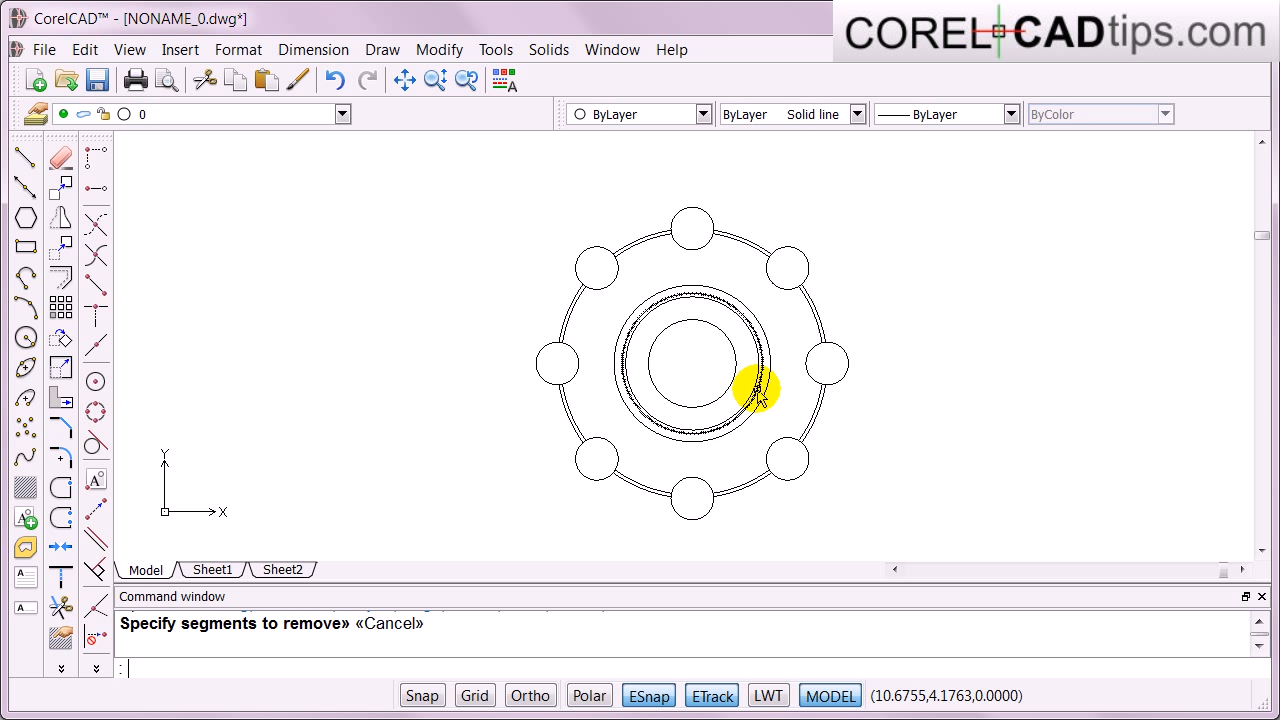 CorelCAD™ - [NONAME_0.dwg*]
COREL CADtips.com
File Edit View Insert Format Dimension Draw Modify Tools Solids Window Help
0 ByLayer ByLayer Solid line ByLayer ByColor
Y
X
Model Sheet1 Sheet2
Command window
Specify segments to remove» «Cancel»
:
Snap Grid Ortho Polar ESnap ETrack LWT MODEL (10.6755,4.1763,0.0000)